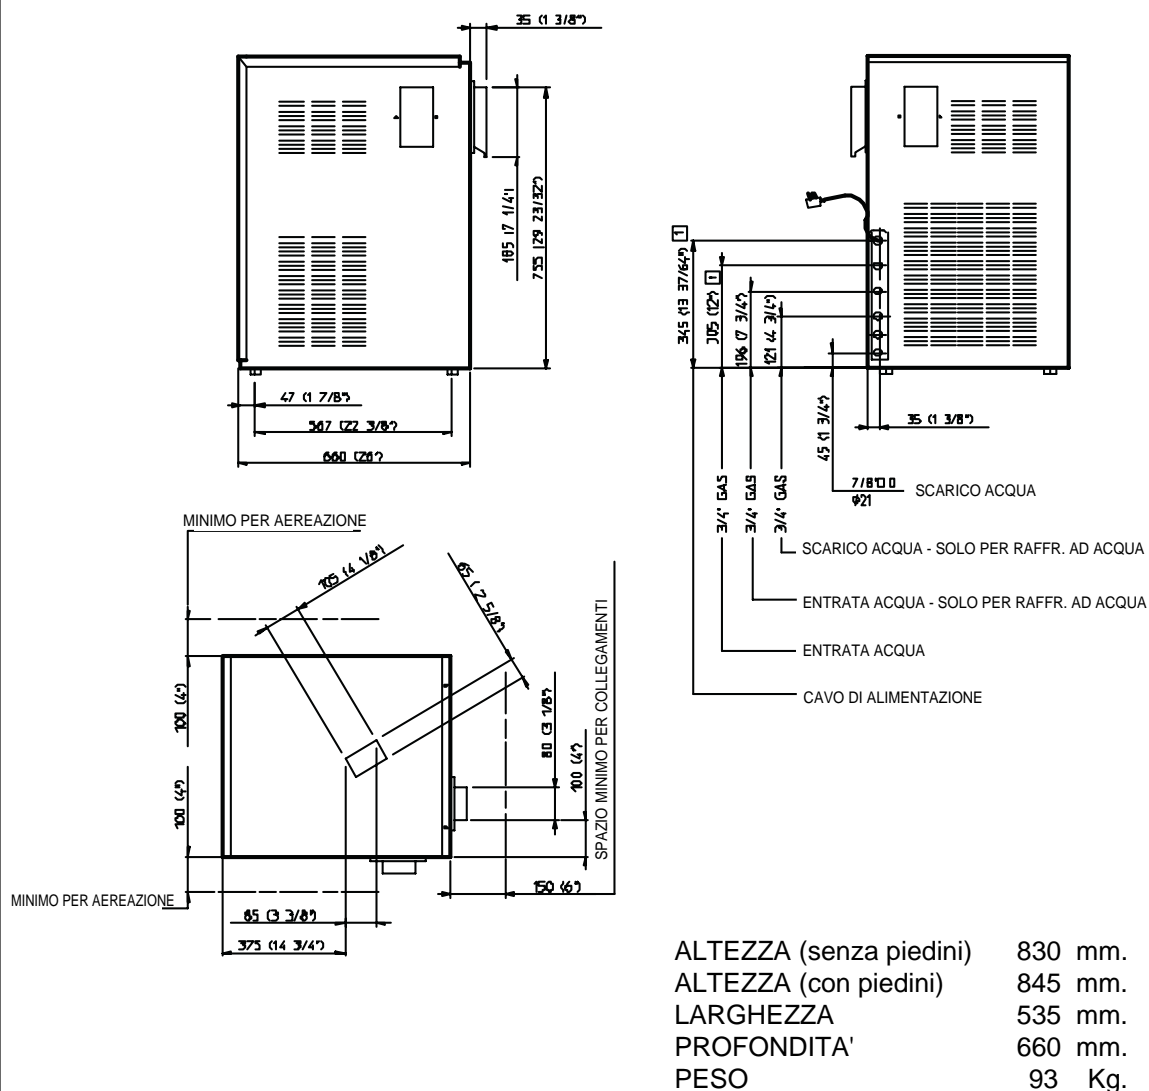 35 (1 3/8")
185 (7 1/4")
755 (29 23/32")
47 (1 7/8")
567 (22 3/8")
660 (26")
345 (13 37/64") 1
305 (12") 1
196 (7 3/4")
121 (4 3/4")
45 (1 3/4")
35 (1 3/8")
3/4" GAS
3/4" GAS
3/4" GAS
7/8"
φ21
SCARICO ACQUA
SCARICO ACQUA - SOLO PER RAFFR. AD ACQUA
ENTRATA ACQUA - SOLO PER RAFFR. AD ACQUA
ENTRATA ACQUA
CAVO DI ALIMENTAZIONE
MINIMO PER AEREAZIONE
105 (4 1/8")
65 (2 5/8")
100 (4")
100 (4")
80 (3 1/8")
100 (4")
SPAZIO MINIMO PER COLLEGAMENTI
150 (6")
MINIMO PER AEREAZIONE
85 (3 3/8")
375 (14 3/4")
ALTEZZA (senza piedini) 830 mm.
ALTEZZA (con piedini) 845 mm.
LARGHEZZA 535 mm.
PROFONDITA' 660 mm.
PESO 93 Kg.